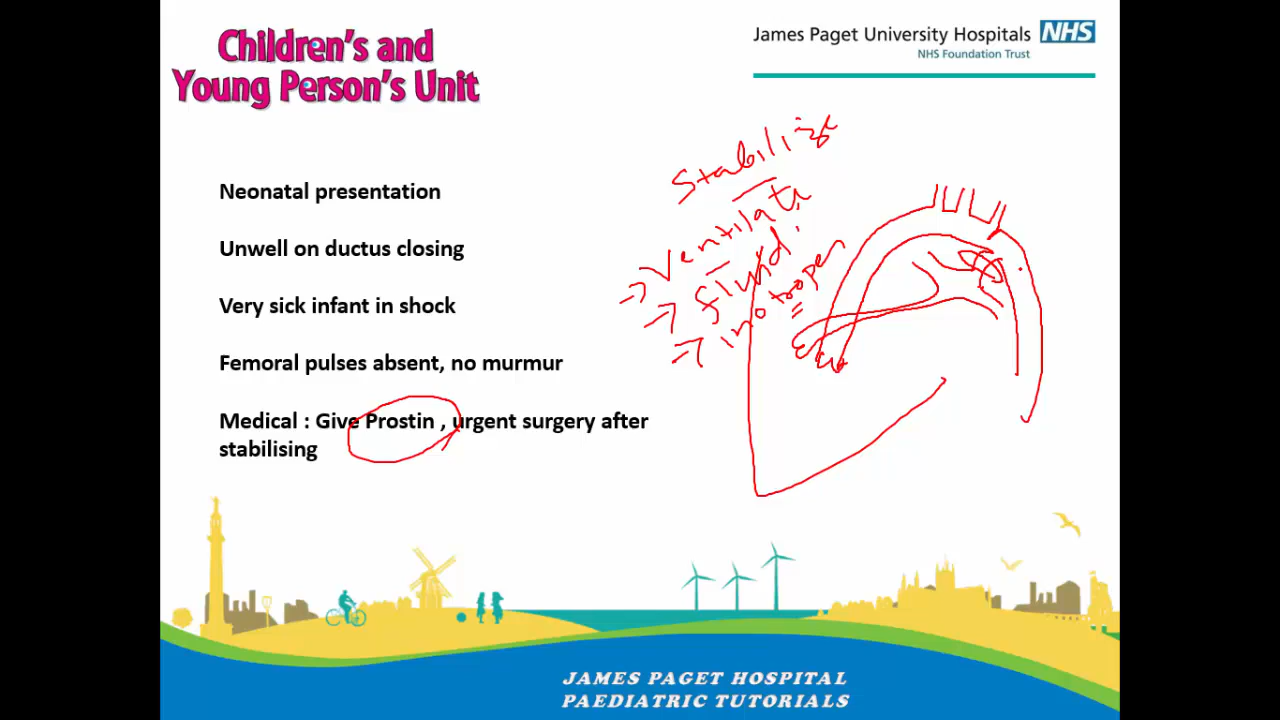 Children's and
Young Person's Unit
James Paget University Hospitals NHS
NHS Foundation Trust
Neonatal presentation
Unwell on ductus closing
Very sick infant in shock
Femoral pulses absent, no murmur
Medical : Give Prostin , urgent surgery after
stabilising
Stabilize
→ Ventilate
→ fluid
→ inotropes
JAMES PAGET HOSPITAL
PAEDIATRIC TUTORIALS